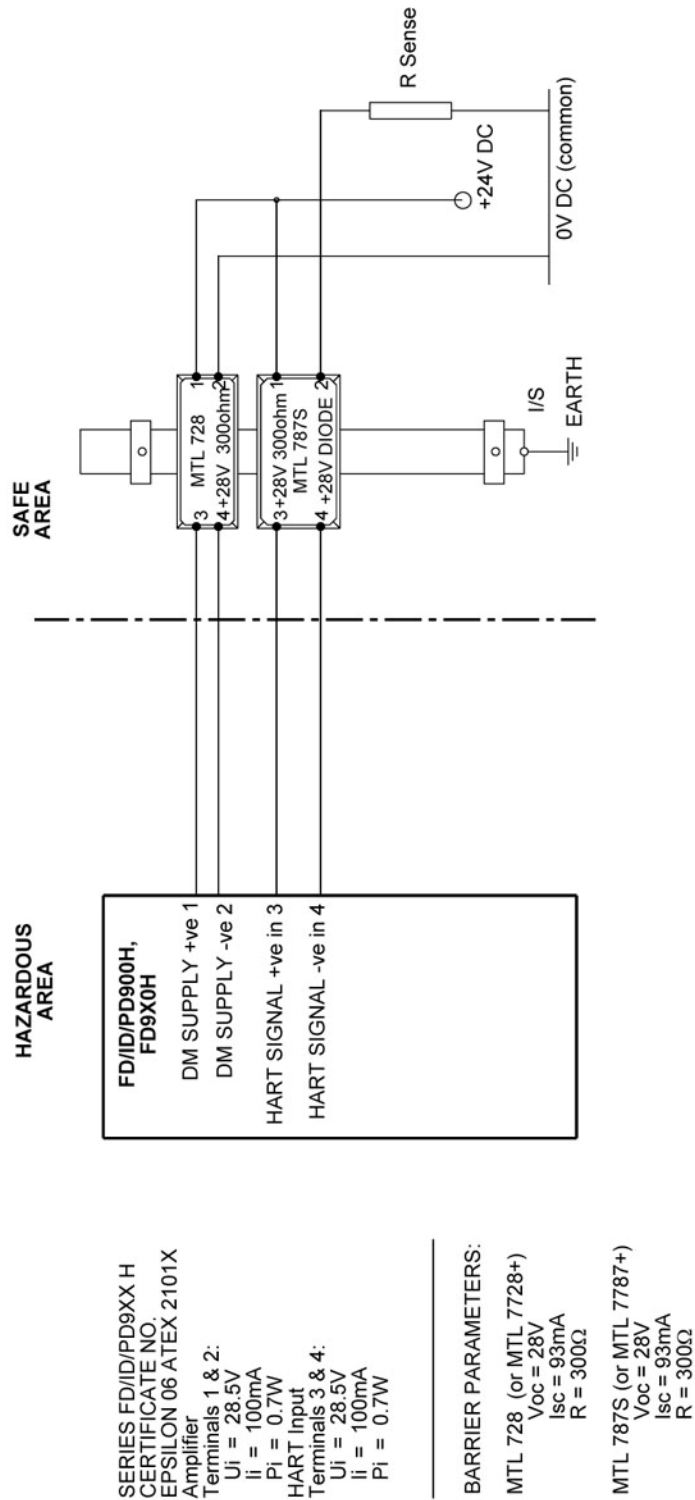 HAZARDOUS
AREA
SAFE
AREA
SERIES FD/ID/PD9XX H
CERTIFICATE NO.
EPSILON 06 ATEX 2101X
Amplifier
Terminals 1 & 2:
Ui = 28.5V
Ii = 100mA
Pi = 0.7W
HART Input
Terminals 3 & 4:
Ui = 28.5V
Ii = 100mA
Pi = 0.7W
BARRIER PARAMETERS:
MTL 728 (or MTL 7728+)
Voc = 28V
Isc = 93mA
R = 300Ω
MTL 787S (or MTL 7787+)
Voc = 28V
Isc = 93mA
R = 300Ω
FD/ID/PD900H,
FD9X0H
DM SUPPLY +ve 1
DM SUPPLY -ve 2
HART SIGNAL +ve in 3
HART SIGNAL -ve in 4
3 MTL 728 1
4 +28V 300ohm 2
3 +28V 300ohm 1
MTL 787S
4 +28V DIODE 2
I/S
EARTH
+24V DC
R Sense
0V DC (common)